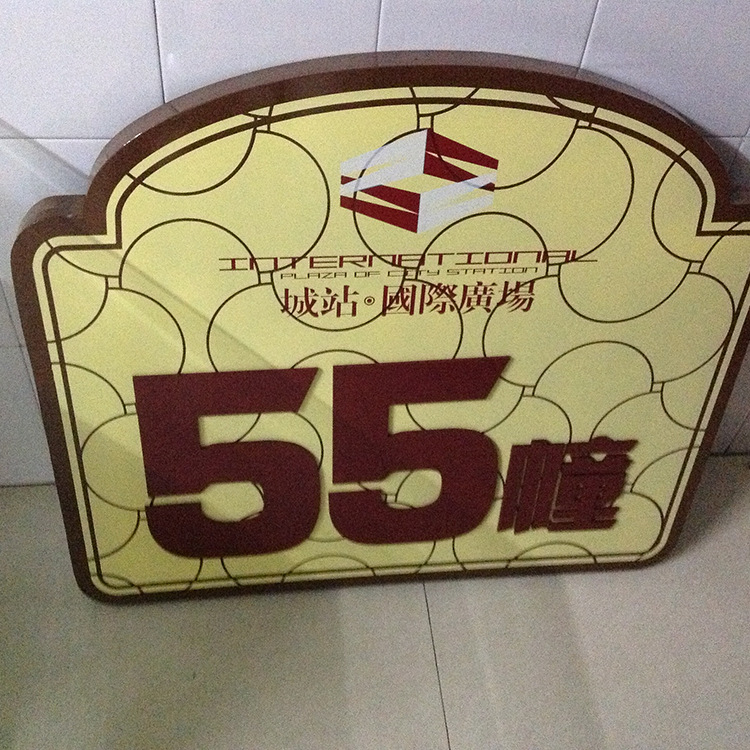 INTERNATIONAL
PLAZA OF CITY STATION
城站·國際廣場
55幢